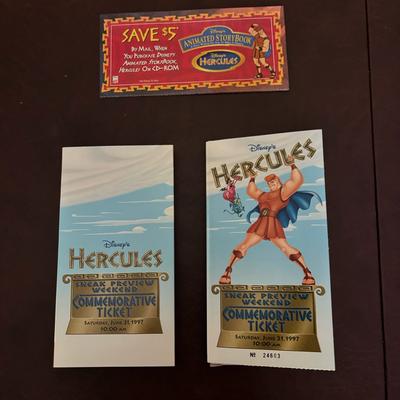 SAVE $5
BY MAIL, WHEN
YOU PURCHASE DISNEY'S
ANIMATED STORYBOOK,
HERCULES ON CD-ROM
Disney's
ANIMATED STORYBOOK
Disney's
HERCULES
Disney's
HERCULES
SNEAK PREVIEW
WEEKEND
COMMEMORATIVE
TICKET
SATURDAY, JUNE 21, 1997
10:00 AM
Disney's
HERCULES
SNEAK PREVIEW
WEEKEND
COMMEMORATIVE
TICKET
SATURDAY, JUNE 21, 1997
10:00 AM
Nº 24603